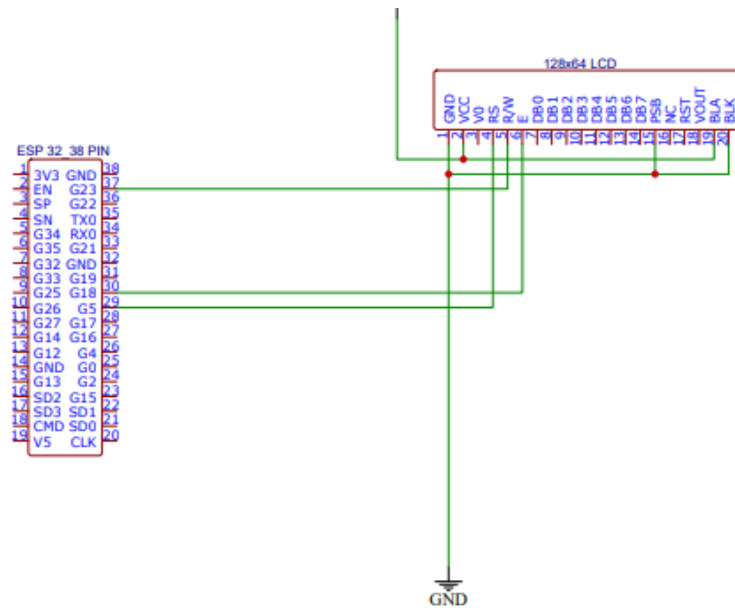 128x64 LCD
GND VCC V0 RS R/W E DB0 DB1 DB2 DB3 DB4 DB5 DB6 DB7 PSB NC RST VOUT BLA BLK
1 2 3 4 5 6 7 8 9 10 11 12 13 14 15 16 17 18 19 20
ESP 32_38 PIN
1 3V3 GND 38
2 EN G23 37
3 SP G22 36
4 SN TX0 35
5 G34 RX0 34
6 G35 G21 33
7 G32 GND 32
8 G33 G19 31
9 G25 G18 30
10 G26 G5 29
11 G27 G17 28
12 G14 G16 27
13 G12 G4 26
14 GND G0 25
15 G13 G2 24
16 SD2 G15 23
17 SD3 SD1 22
18 CMD SD0 21
19 V5 CLK 20
GND